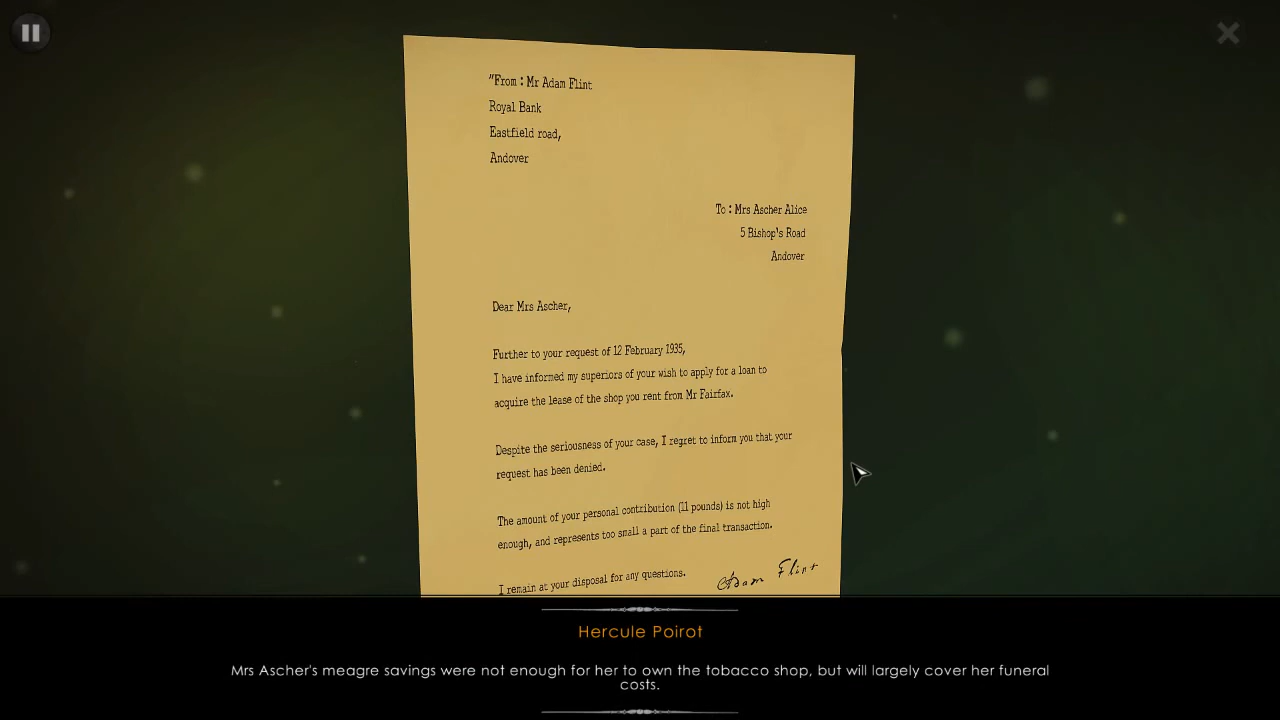 "From : Mr Adam Flint
Royal Bank
Eastfield road,
Andover
To : Mrs Ascher Alice
5 Bishop's Road
Andover
Dear Mrs Ascher,
Further to your request of 12 February 1935,
I have informed my superiors of your wish to apply for a loan to
acquire the lease of the shop you rent from Mr Fairfax.
Despite the seriousness of your case, I regret to inform you that your
request has been denied.
The amount of your personal contribution (11 pounds) is not high
enough, and represents too small a part of the final transaction.
I remain at your disposal for any questions.
Adam Flint
Hercule Poirot
Mrs Ascher's meagre savings were not enough for her to own the tobacco shop, but will largely cover her funeral
costs.